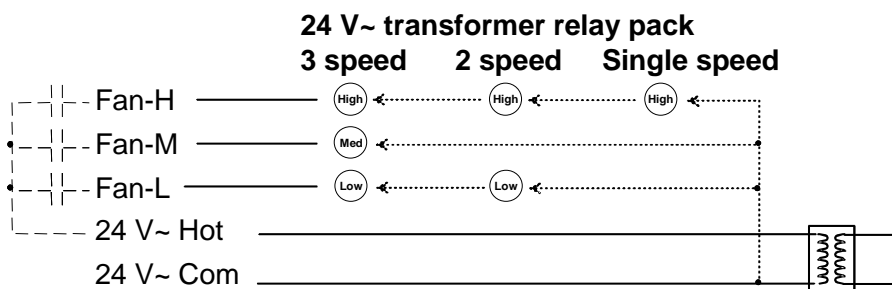 24 V~ transformer relay pack
3 speed 2 speed Single speed
Fan-H High High High
Fan-M Med
Fan-L Low Low
24 V~ Hot
24 V~ Com